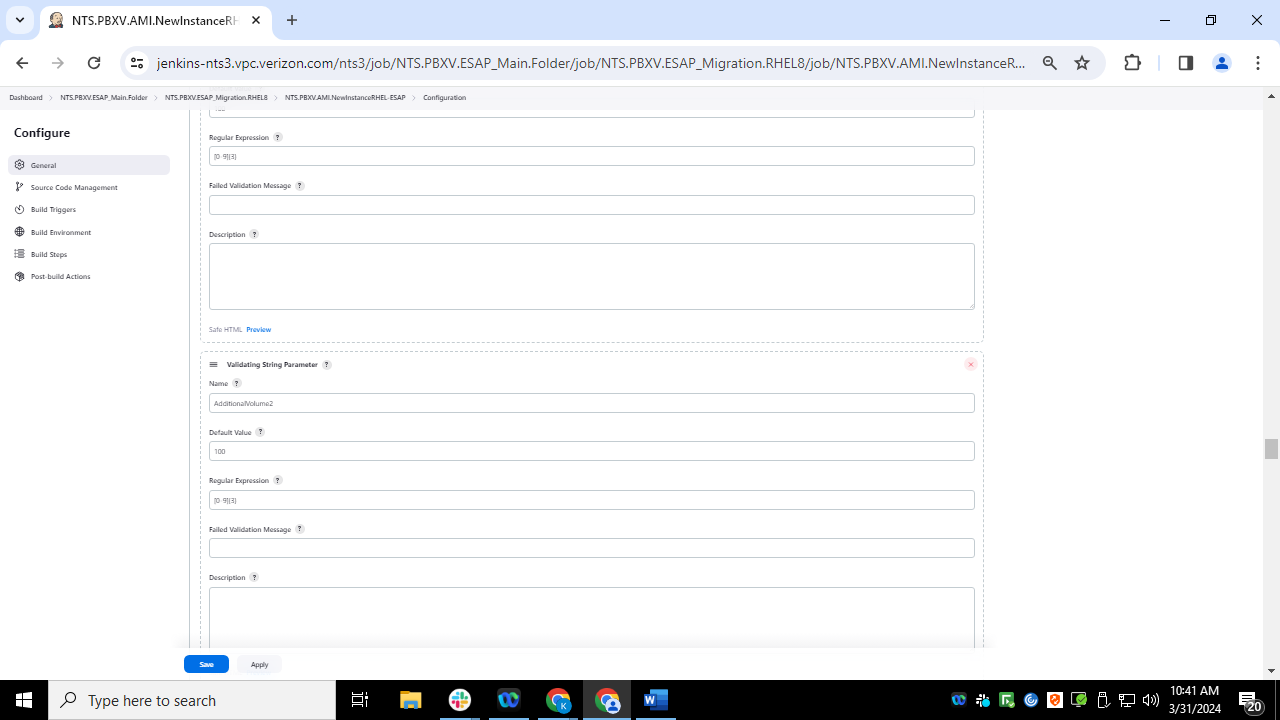 NTS.PBXV.AMI.NewInstanceRH
jenkins-nts3.vpc.verizon.com/nts3/job/NTS.PBXV.ESAP_Main.Folder/job/NTS.PBXV.ESAP_Migration.RHEL8/job/NTS.PBXV.AMI.NewInstanceR...
Dashboard > NTS.PBXV.ESAP_Main.Folder > NTS.PBXV.ESAP_Migration.RHEL8 > NTS.PBXV.AMI.NewInstanceRHEL-ESAP > Configuration
Configure
General
Source Code Management
Build Triggers
Build Environment
Build Steps
Post-build Actions
Regular Expression ?
[0-9]{3}
Failed Validation Message ?
Description ?
Safe HTML Preview
Validating String Parameter ?
Name ?
AdditionalVolume2
Default Value ?
100
Regular Expression ?
[0-9]{3}
Failed Validation Message ?
Description ?
Save Apply
Type here to search
K
10:41 AM
3/31/2024
20